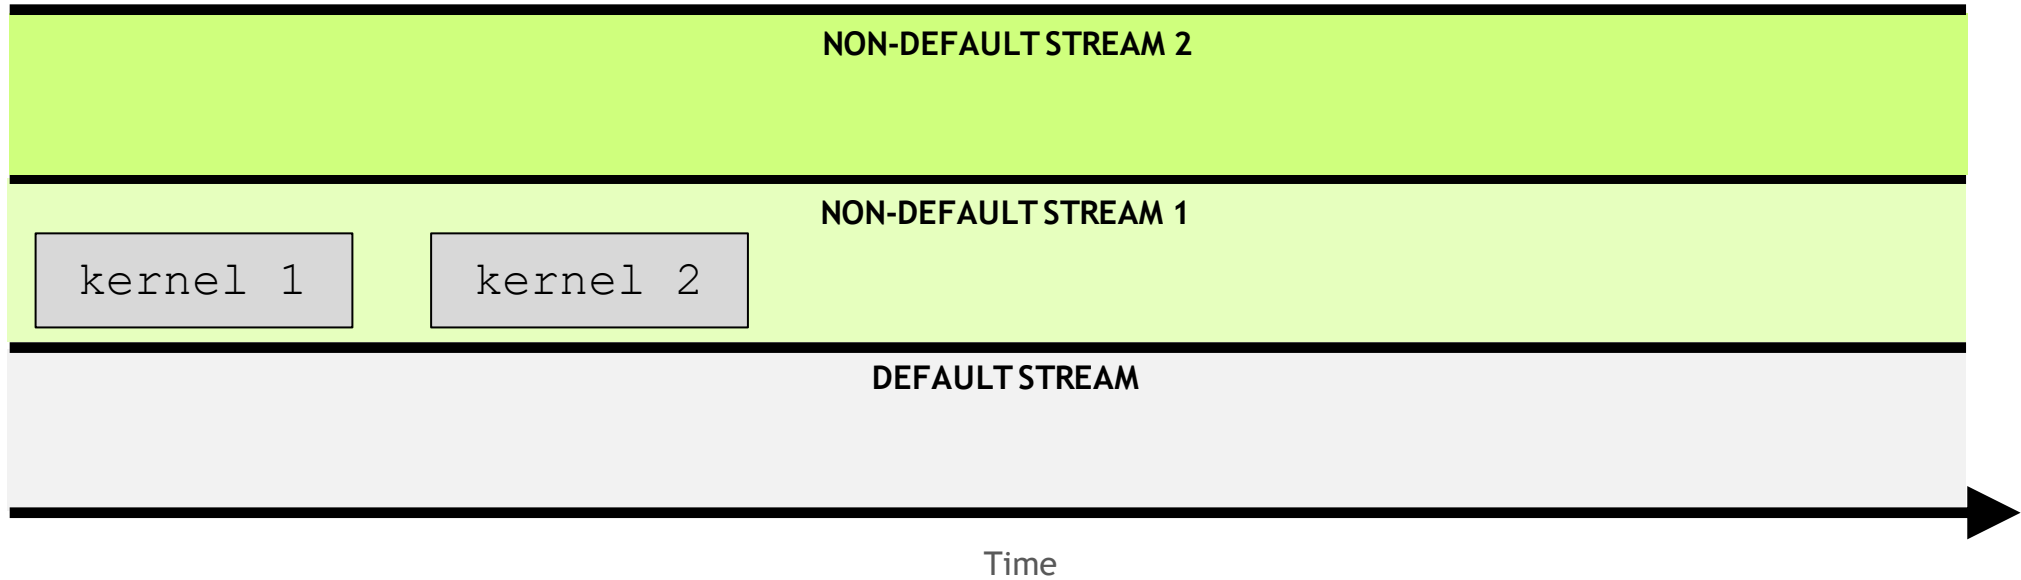 NON-DEFAULT STREAM 2
NON-DEFAULT STREAM 1
kernel 1
kernel 2
DEFAULT STREAM
Time